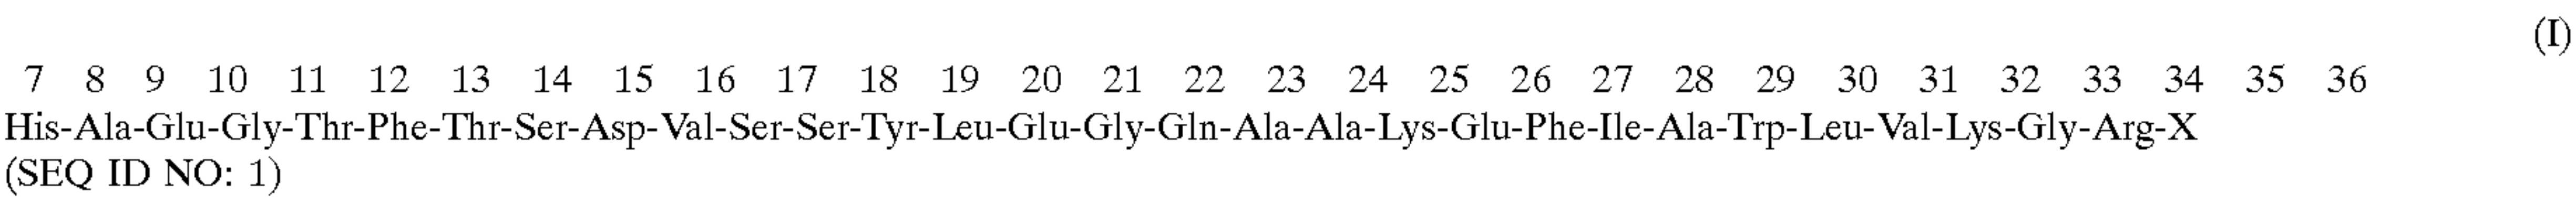 (I)
7 8 9 10 11 12 13 14 15 16 17 18 19 20 21 22 23 24 25 26 27 28 29 30 31 32 33 34 35 36
His-Ala-Glu-Gly-Thr-Phe-Thr-Ser-Asp-Val-Ser-Ser-Tyr-Leu-Glu-Gly-Gln-Ala-Ala-Lys-Glu-Phe-Ile-Ala-Trp-Leu-Val-Lys-Gly-Arg-X
(SEQ ID NO: 1)